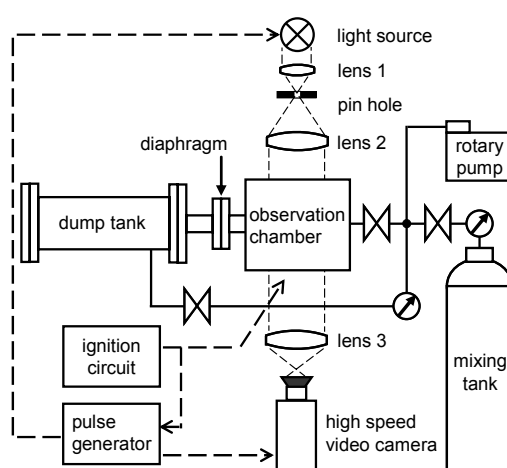 light source
lens 1
pin hole
lens 2
diaphragm
rotary
pump
dump tank
observation
chamber
lens 3
ignition
circuit
mixing
tank
pulse
generator
high speed
video camera